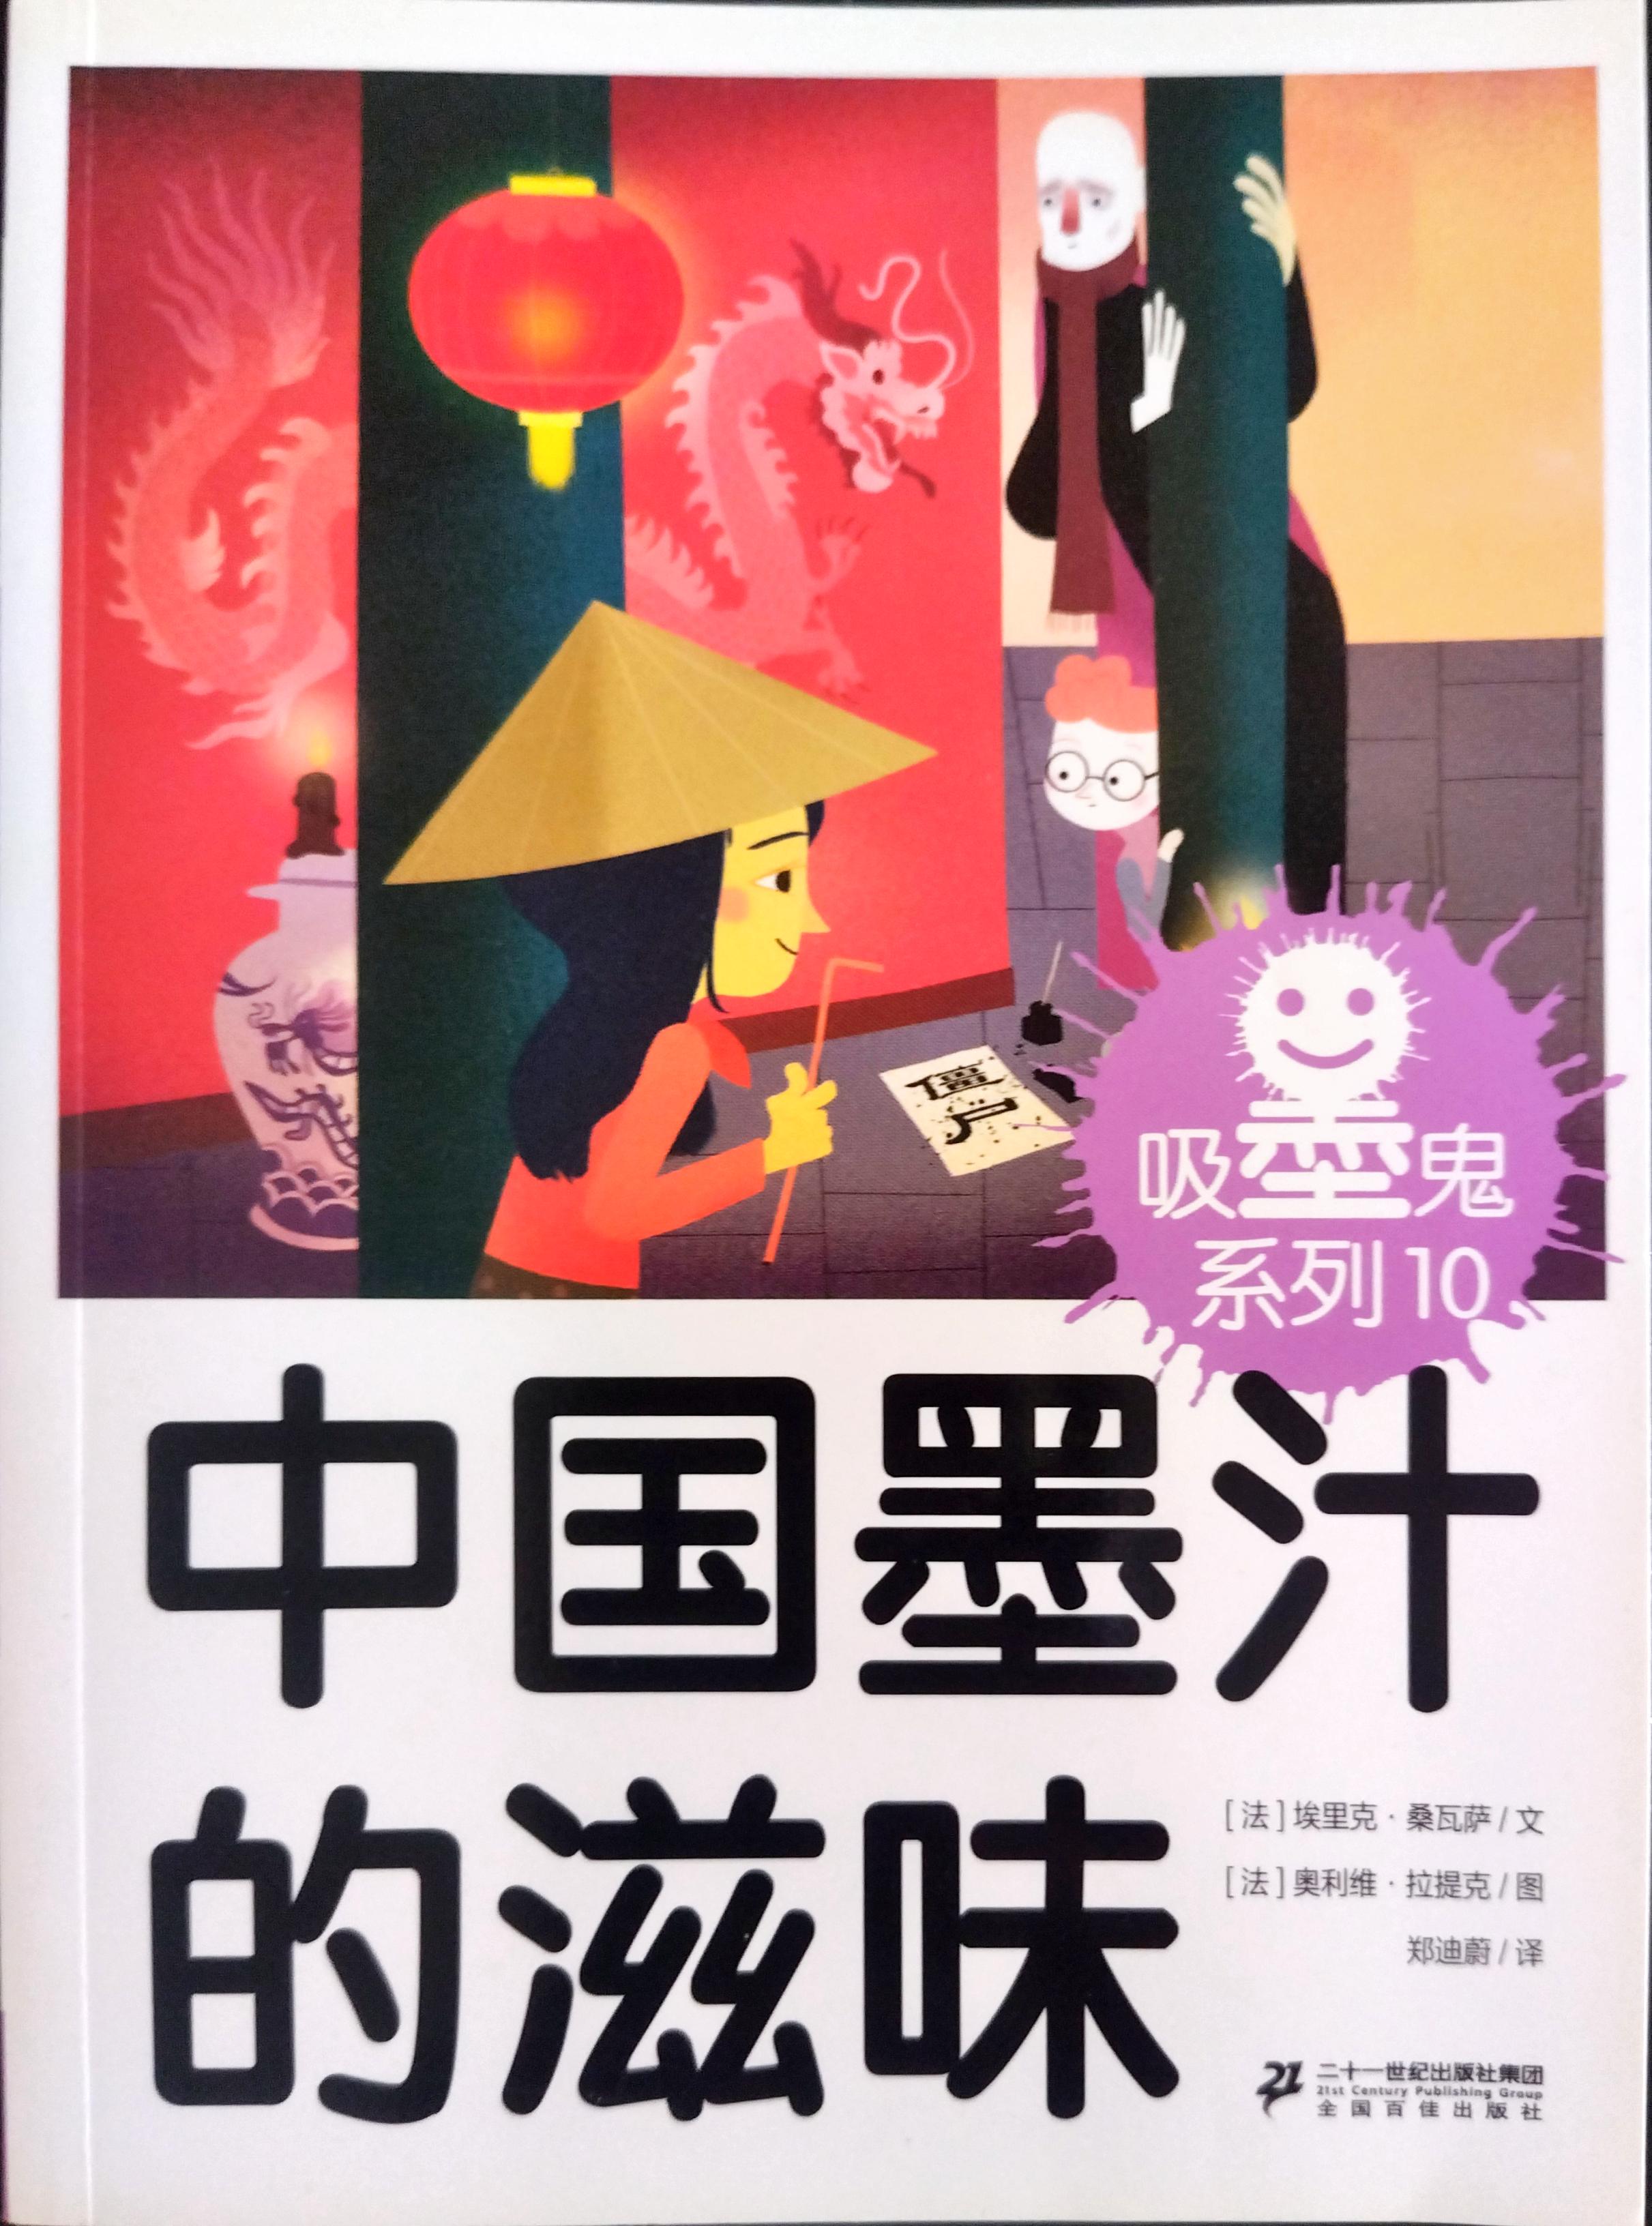 僵
尸
吸墨鬼
系列10
中国墨汁
的滋味
[法]埃里克·桑瓦萨/文
[法]奥利维·拉提克/图
郑迪蔚/译
21 二十一世纪出版社集团
21st Century Publishing Group
全国百佳出版社